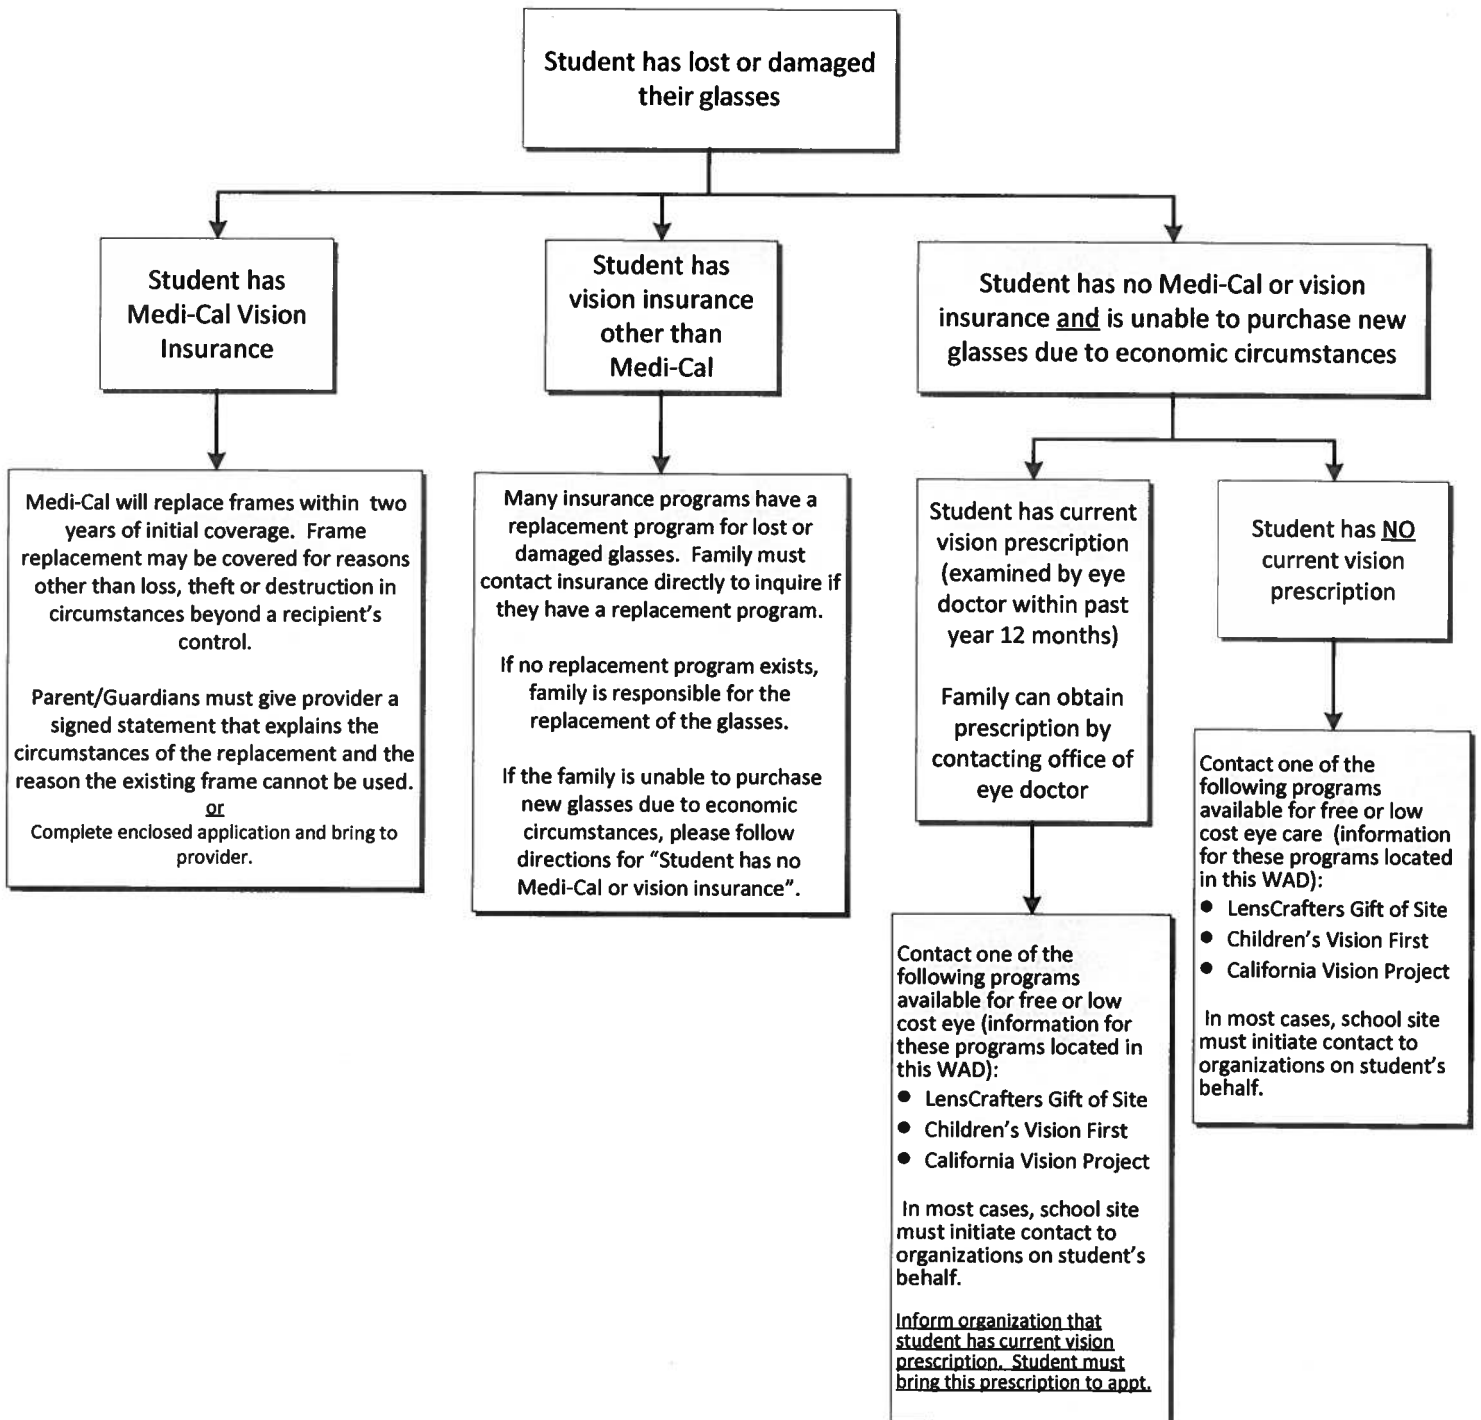 Student has lost or damaged
their glasses
Student has
Medi-Cal Vision
Insurance
Student has
vision insurance
other than
Medi-Cal
Student has no Medi-Cal or vision
insurance and is unable to purchase new
glasses due to economic circumstances
Medi-Cal will replace frames within two
years of initial coverage. Frame
replacement may be covered for reasons
other than loss, theft or destruction in
circumstances beyond a recipient's
control.
Parent/Guardians must give provider a
signed statement that explains the
circumstances of the replacement and the
reason the existing frame cannot be used.
or
Complete enclosed application and bring to
provider.
Many insurance programs have a
replacement program for lost or
damaged glasses. Family must
contact insurance directly to inquire if
they have a replacement program.
If no replacement program exists,
family is responsible for the
replacement of the glasses.
If the family is unable to purchase
new glasses due to economic
circumstances, please follow
directions for "Student has no
Medi-Cal or vision insurance".
Student has current
vision prescription
(examined by eye
doctor within past
year 12 months)
Family can obtain
prescription by
contacting office of
eye doctor
Student has NO
current vision
prescription
Contact one of the
following programs
available for free or low
cost eye (information for
these programs located in
this WAD):
● LensCrafters Gift of Site
● Children's Vision First
● California Vision Project
In most cases, school site
must initiate contact to
organizations on student's
behalf.
Inform organization that
student has current vision
prescription. Student must
bring this prescription to appt.
Contact one of the
following programs
available for free or low
cost eye care (information
for these programs located
in this WAD):
● LensCrafters Gift of Site
● Children's Vision First
● California Vision Project
In most cases, school site
must initiate contact to
organizations on student's
behalf.